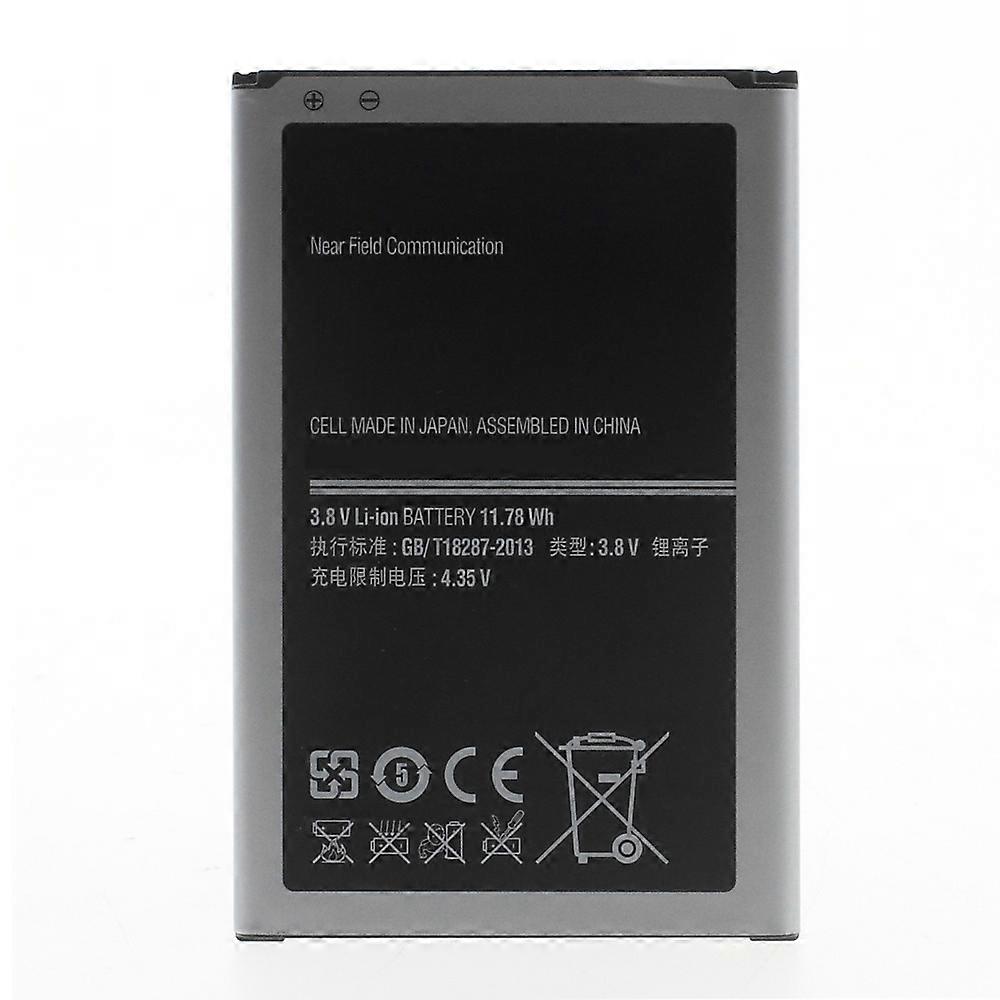 Near Field Communication
CELL MADE IN JAPAN, ASSEMBLED IN CHINA
3.8 V Li-ion BATTERY 11.78 Wh
执行标准 : GB/T18287-2013 类型: 3.8 V 锂离子
充电限制电压 : 4.35 V
5 CE